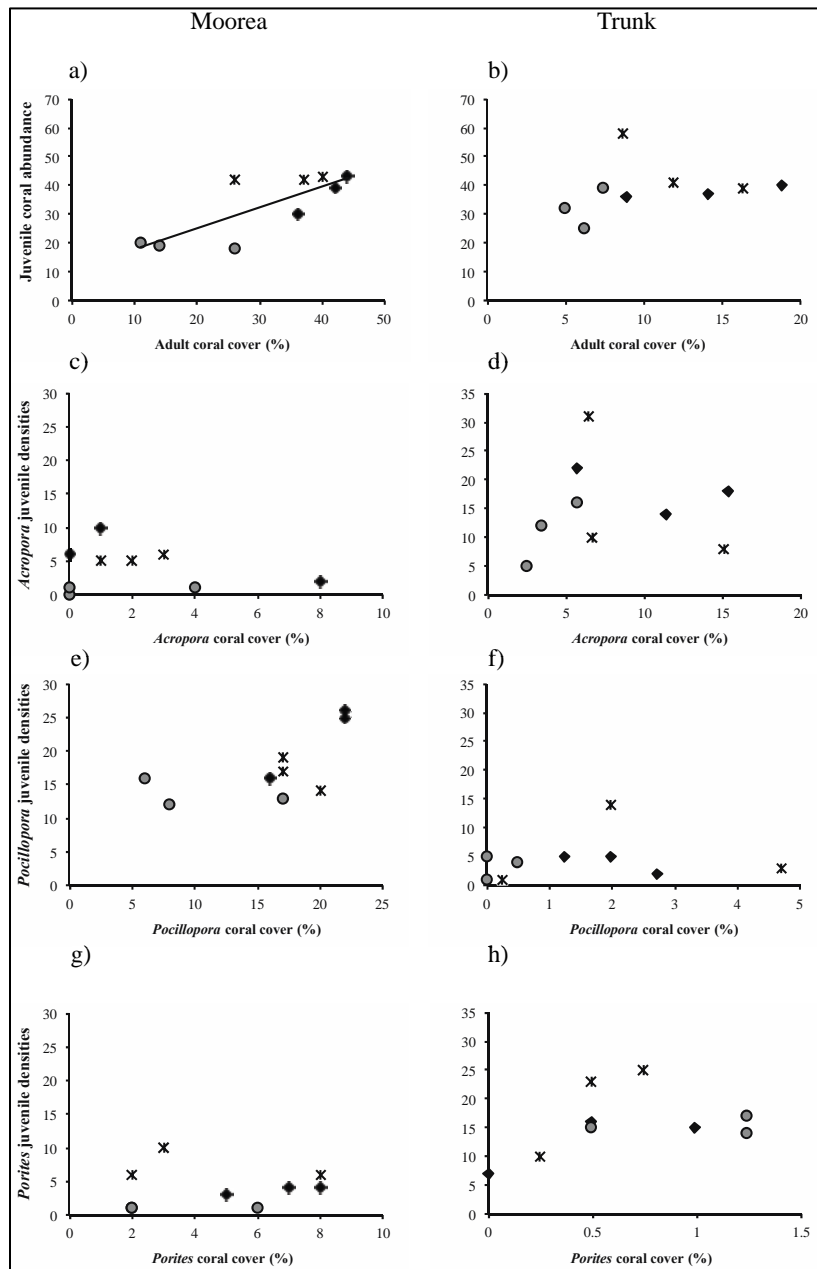 Moorea Trunk
a)
Juvenile coral abundance
70
60
50
40
30
20
10
0
0 10 20 30 40 50
Adult coral cover (%)
b)
70
60
50
40
30
20
10
0
0 5 10 15 20
Adult coral cover (%)
c)
Acropora juvenile densities
30
25
20
15
10
5
0
0 2 4 6 8 10
Acropora coral cover (%)
d)
35
30
25
20
15
10
5
0
0 5 10 15 20
Acropora coral cover (%)
e)
Pocillopora juvenile densities
30
25
20
15
10
5
0
0 5 10 15 20 25
Pocillopora coral cover (%)
f)
35
30
25
20
15
10
5
0
0 1 2 3 4 5
Pocillopora coral cover (%)
g)
Porites juvenile densities
30
25
20
15
10
5
0
0 2 4 6 8 10
Porites coral cover (%)
h)
35
30
25
20
15
10
5
0
0 0.5 1 1.5
Porites coral cover (%)